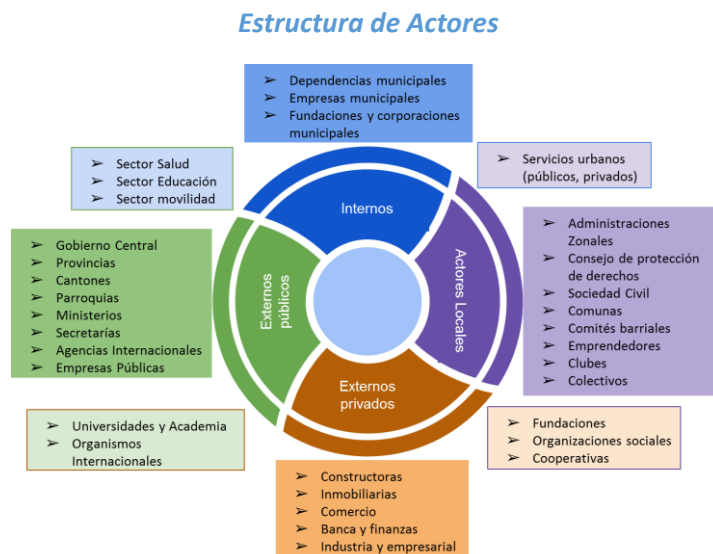 Estructura de Actores
➢ Dependencias municipales
➢ Empresas municipales
➢ Fundaciones y corporaciones
municipales
➢ Sector Salud
➢ Sector Educación
➢ Sector movilidad
➢ Servicios urbanos
(públicos, privados)
Internos
➢ Gobierno Central
➢ Provincias
➢ Cantones
➢ Parroquias
➢ Ministerios
➢ Secretarías
➢ Agencias Internacionales
➢ Empresas Públicas
Externos
públicos
Actores Locales
➢ Administraciones
Zonales
➢ Consejo de protección
de derechos
➢ Sociedad Civil
➢ Comunas
➢ Comités barriales
➢ Emprendedores
➢ Clubes
➢ Colectivos
Externos
privados
➢ Universidades y Academia
➢ Organismos
Internacionales
➢ Fundaciones
➢ Organizaciones sociales
➢ Cooperativas
➢ Constructoras
➢ Inmobiliarias
➢ Comercio
➢ Banca y finanzas
➢ Industria y empresarial